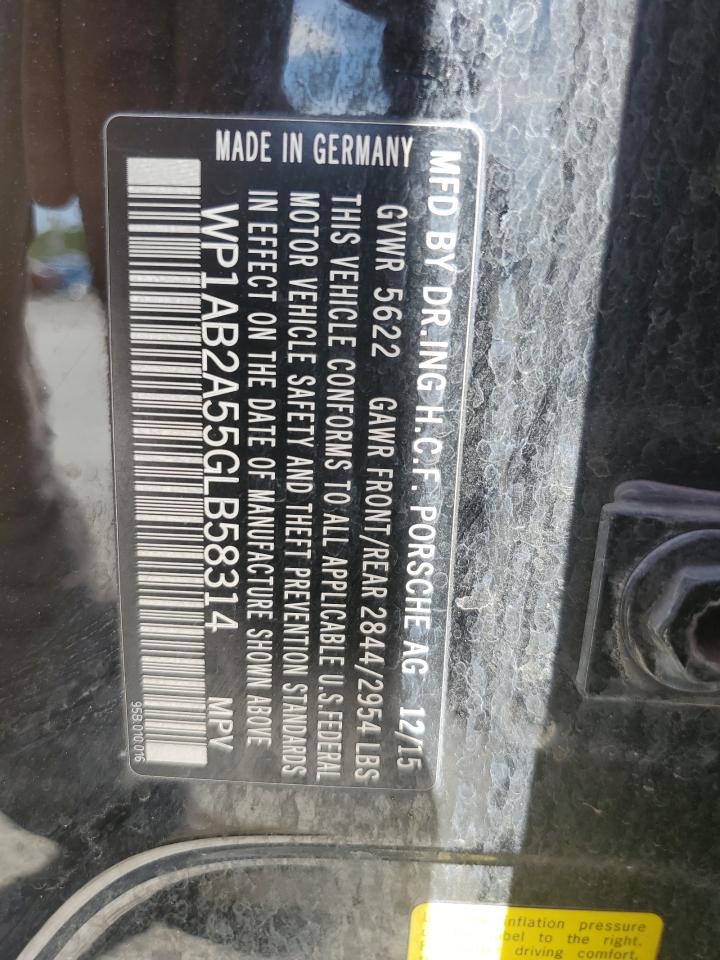 MFD BY DR.ING H.C.F. PORSCHE AG 12/15
GVWR 5622 GAWR FRONT/REAR 2844/2954 LBS
THIS VEHICLE CONFORMS TO ALL APPLICABLE U.S.FEDERAL
MOTOR VEHICLE SAFETY AND THEFT PREVENTION STANDARDS
IN EFFECT ON THE DATE OF MANUFACTURE SHOWN ABOVE
MADE IN GERMANY
WP1AB2A55GLB58314 MPV
958.010.016
inflation pressure
to the right.
driving comfort,